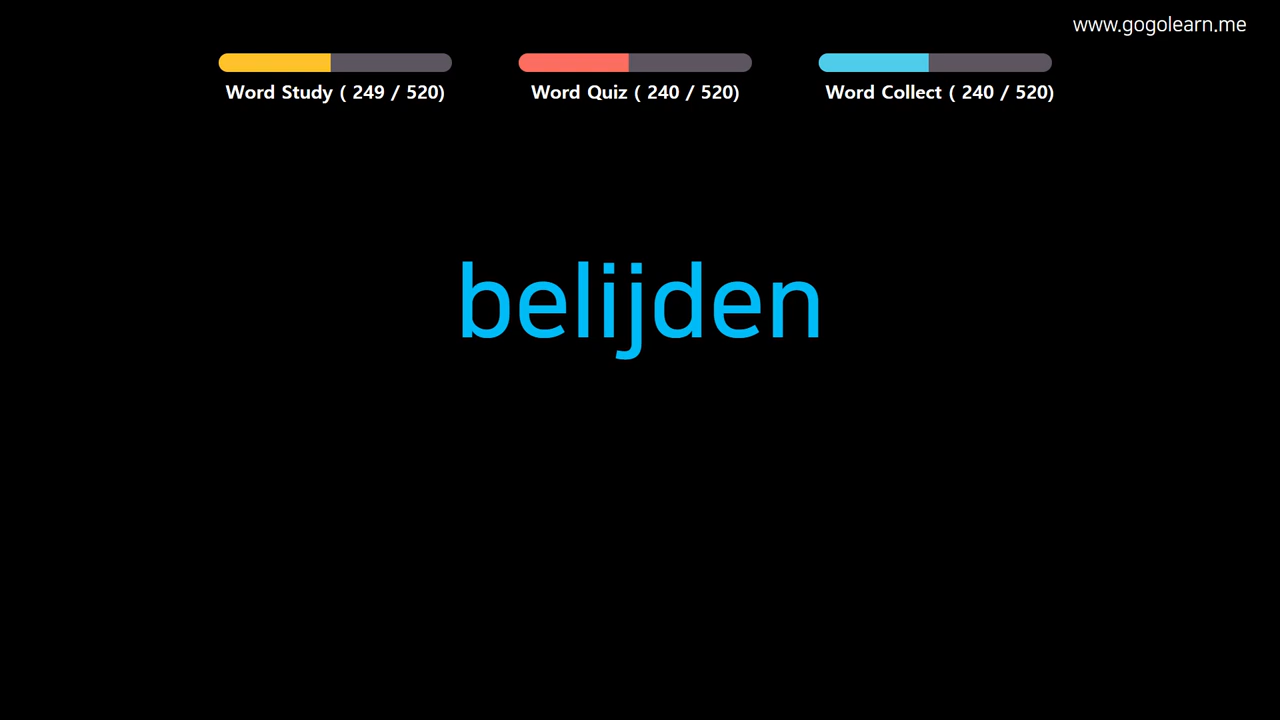 www.gogolearn.me
Word Study ( 249 / 520)
Word Quiz ( 240 / 520)
Word Collect ( 240 / 520)
belijden